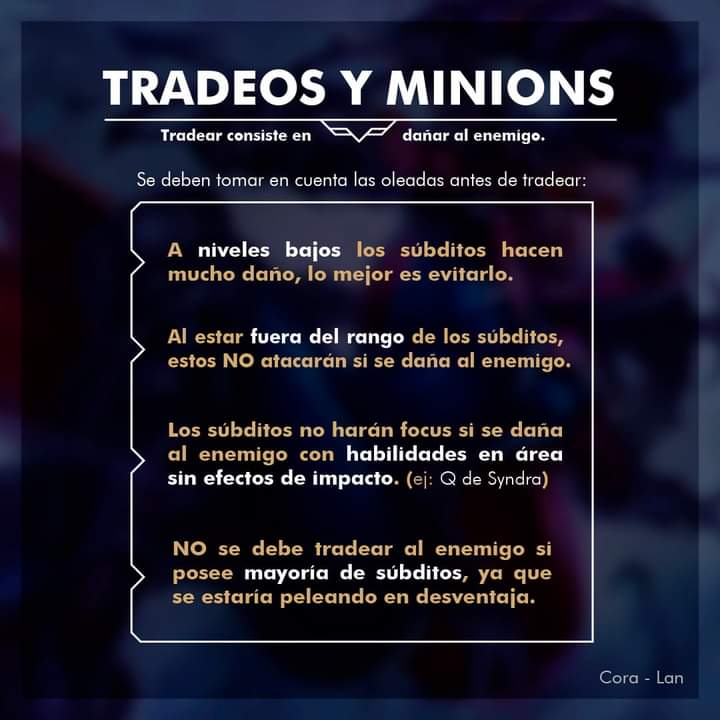 TRADEOS Y MINIONS
Tradear consiste en dañar al enemigo.
Se deben tomar en cuenta las oleadas antes de tradear:
A niveles bajos los súbditos hacen
mucho daño, lo mejor es evitarlo.
Al estar fuera del rango de los súbditos,
estos NO atacarán si se daña al enemigo.
Los súbditos no harán focus si se daña
al enemigo con habilidades en área
sin efectos de impacto. (ej: Q de Syndra)
NO se debe tradear al enemigo si
posee mayoría de súbditos, ya que
se estaría peleando en desventaja.
Cora - Lan